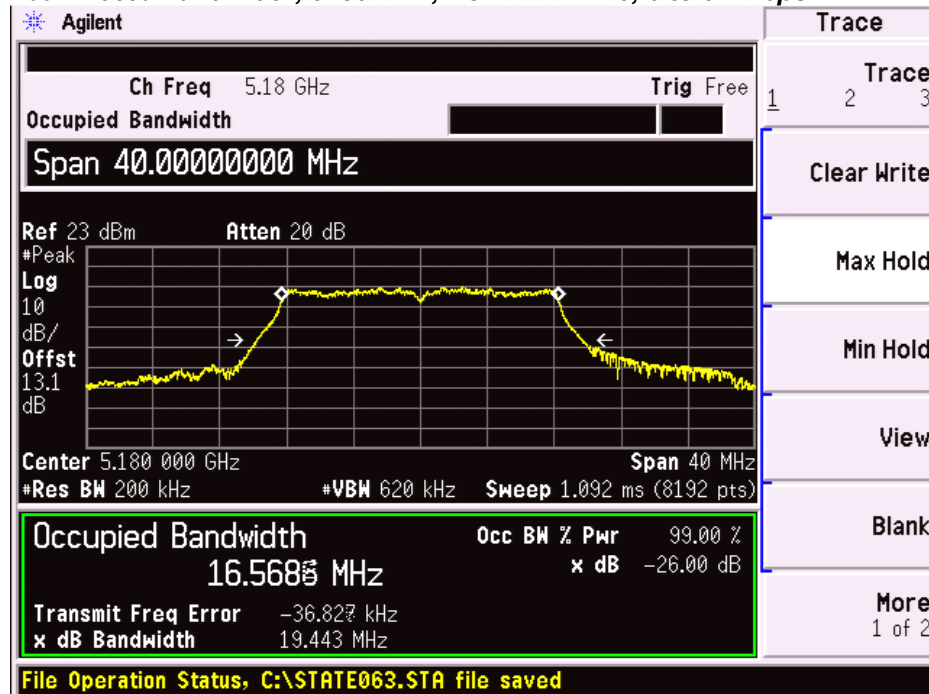 Agilent
Trace
Ch Freq 5.18 GHz
Trig Free
Occupied Bandwidth
Span 40.00000000 MHz
Ref 23 dBm
Atten 20 dB
#Peak
Log
10
dB/
Offst
13.1
dB
Center 5.180 000 GHz
Span 40 MHz
#Res BW 200 kHz
#VBW 620 kHz
Sweep 1.092 ms (8192 pts)
Occupied Bandwidth
MHz
Occ BW % Pwr 99.00 %
x dB -26.00 dB
Transmit Freq Error kHz
x dB Bandwidth 19.443 MHz
File Operation Status, C:\STATE063.STA file saved
Trace
1 2 3
Clear Write
Max Hold
Min Hold
View
Blank
More
1 of 2